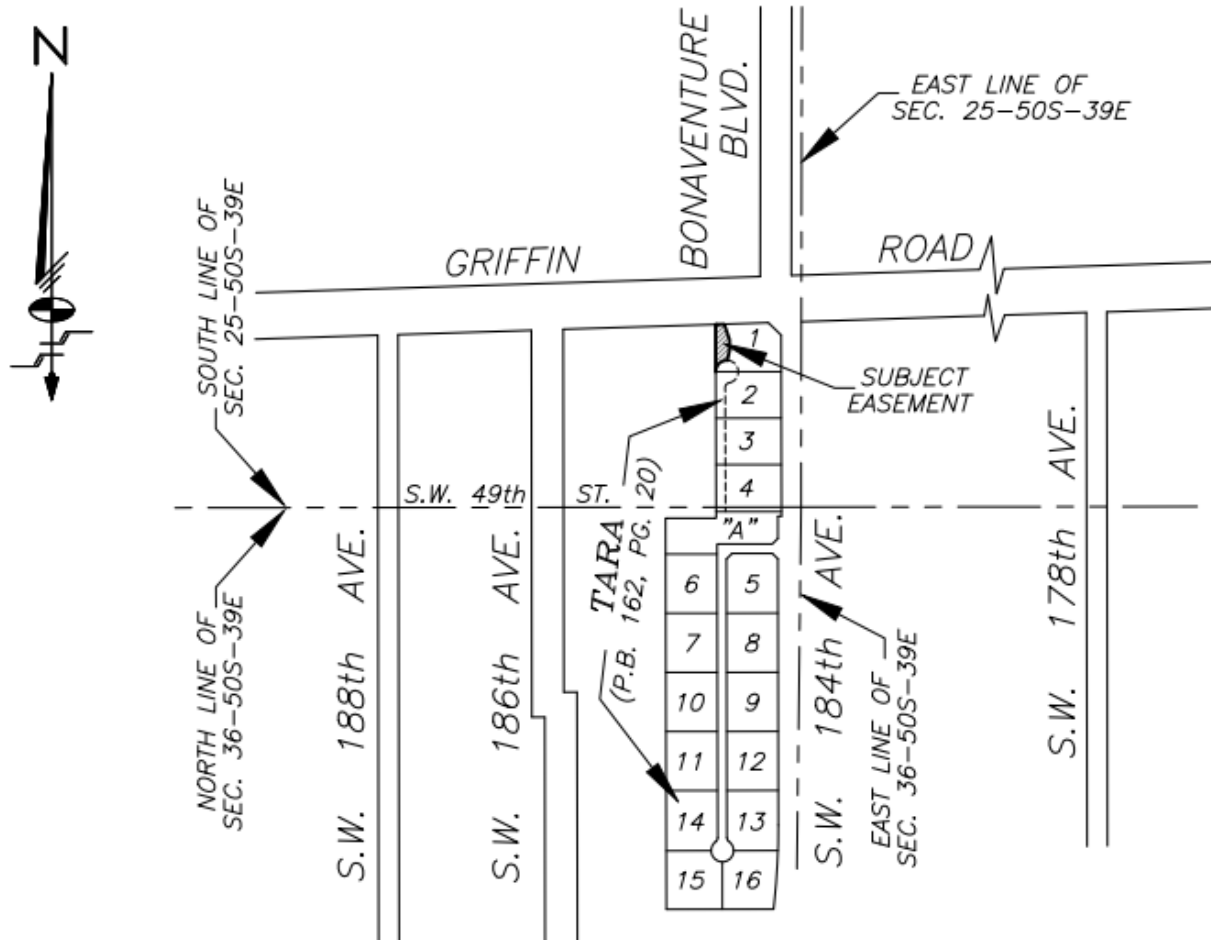 N
BONAVENTURE
BLVD.
EAST LINE OF
SEC. 25-50S-39E
SOUTH LINE OF
SEC. 25-50S-39E
GRIFFIN
ROAD
1
SUBJECT
EASEMENT
2
3
4
S.W. 49th
ST.
"A"
TARA
(P.B. 162, PG. 20)
NORTH LINE OF
SEC. 36-50S-39E
S.W. 188th AVE.
S.W. 186th AVE.
6
5
7
8
10
9
11
12
14
13
15
16
S.W. 184th AVE.
EAST LINE OF
SEC. 36-50S-39E
S.W. 178th AVE.